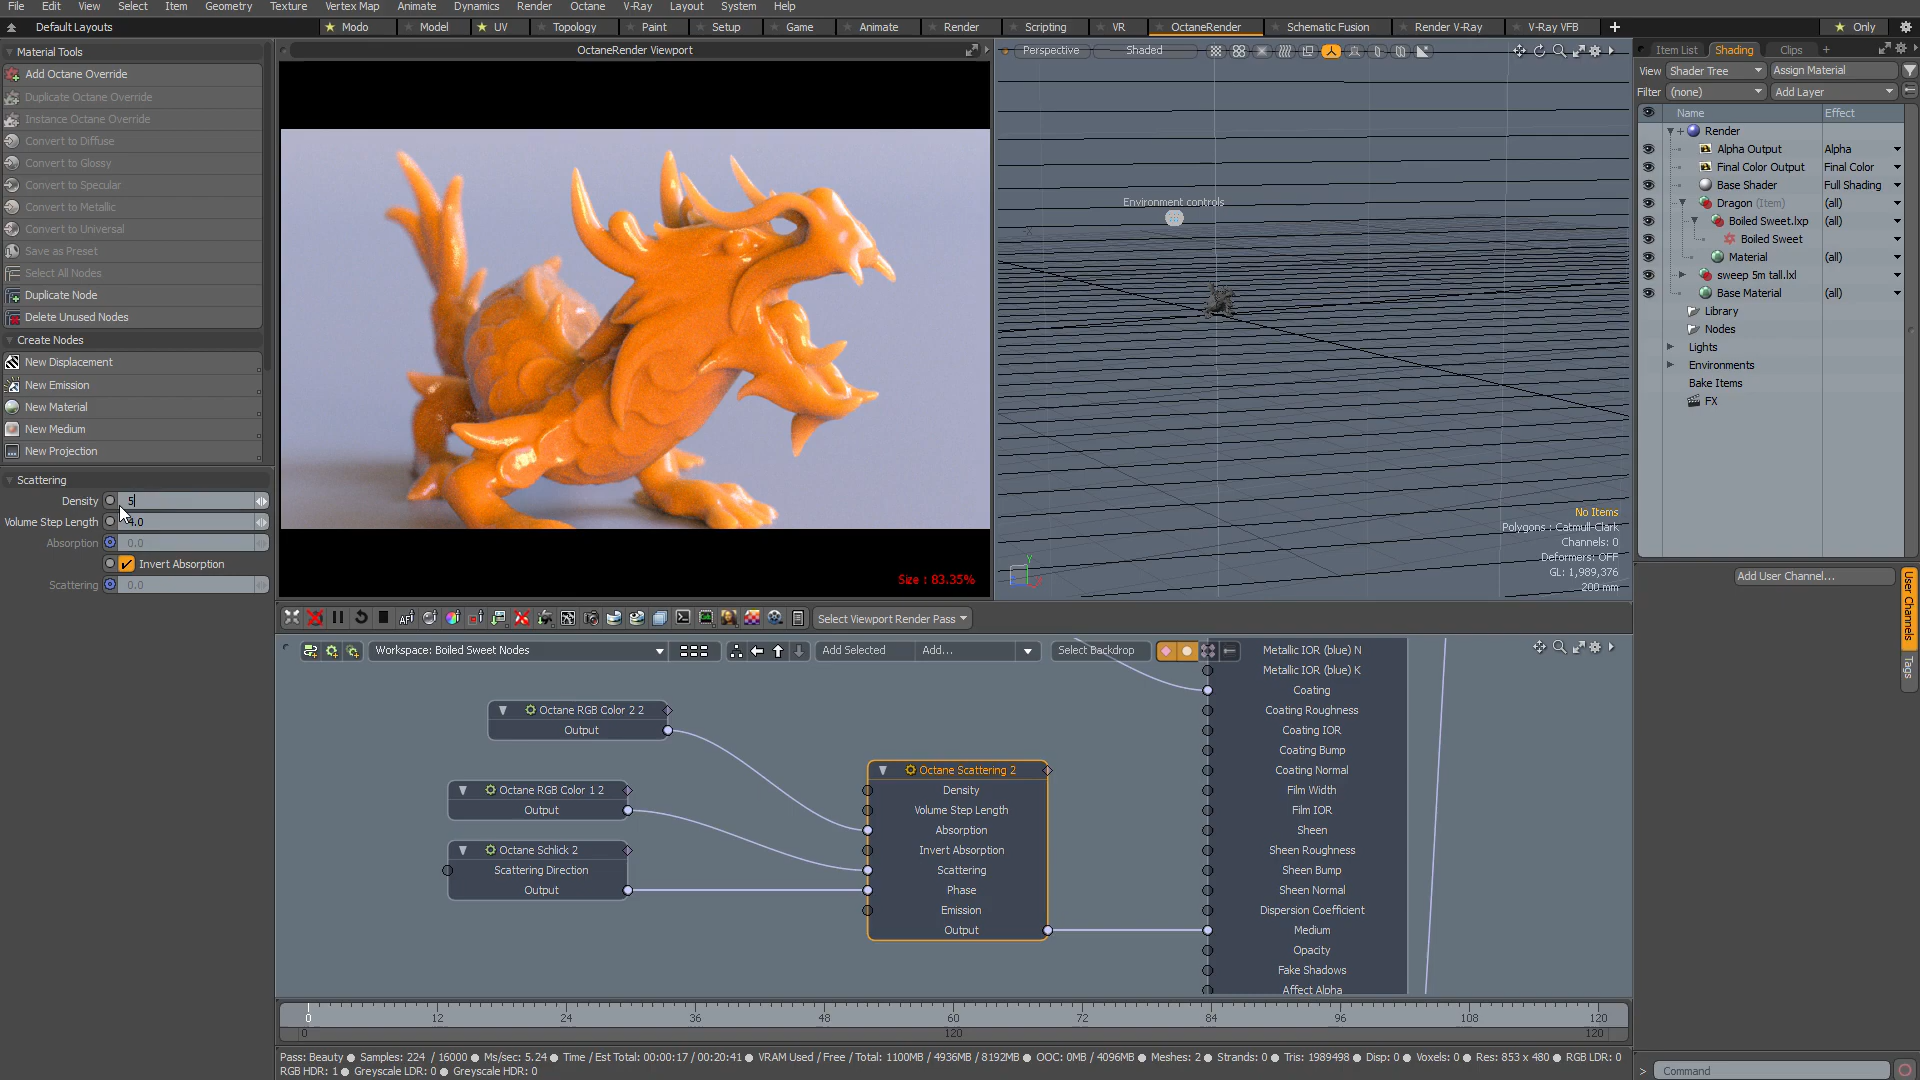 File Edit View Select Item Geometry Texture Vertex Map Animate Dynamics Render Octane V-Ray Layout System Help
Default Layouts Modo Model UV Topology Paint Setup Game Animate Render Scripting VR OctaneRender Schematic Fusion Render V-Ray V-Ray VFB + Only
Material Tools
Add Octane Override
Duplicate Octane Override
Instance Octane Override
Convert to Diffuse
Convert to Glossy
Convert to Specular
Convert to Metallic
Convert to Universal
Save as Preset
Select All Nodes
Duplicate Node
Delete Unused Nodes
Create Nodes
New Displacement
New Emission
New Material
New Medium
New Projection
Scattering
Density 5
Volume Step Length 4.0
Absorption 0.0
Invert Absorption
Scattering 0.0
OctaneRender Viewport
Size : 83.35%
Perspective Shaded
Environment controls
-X
Y
No Items
Polygons : Catmull-Clark
Channels: 0
Deformers: OFF
GL: 1,989,376
200 mm
Select Viewport Render Pass
Workspace: Boiled Sweet Nodes Add Selected Add... Select Backdrop
Octane RGB Color 2 2
Output
Octane RGB Color 1 2
Output
Octane Schlick 2
Scattering Direction
Output
Octane Scattering 2
Density
Volume Step Length
Absorption
Invert Absorption
Scattering
Phase
Emission
Output
Metallic IOR (blue) N
Metallic IOR (blue) K
Coating
Coating Roughness
Coating IOR
Coating Bump
Coating Normal
Film Width
Film IOR
Sheen
Sheen Roughness
Sheen Bump
Sheen Normal
Dispersion Coefficient
Medium
Opacity
Fake Shadows
Affect Alpha
0 12 24 36 48 60 72 84 96 108 120
0 120 120
Pass: Beauty Samples: 224 / 16000 Ms/sec: 5.24 Time / Est Total: 00:00:17 / 00:20:41 VRAM Used / Free / Total: 1100MB / 4936MB / 8192MB OOC: 0MB / 4096MB Meshes: 2 Strands: 0 Tris: 1989498 Disp: 0 Voxels: 0 Res: 853 x 480 RGB LDR: 0
RGB HDR: 1 Greyscale LDR: 0 Greyscale HDR: 0
Item List Shading Clips +
View Shader Tree Assign Material
Filter (none) Add Layer
Name Effect
Render
Alpha Output Alpha
Final Color Output Final Color
Base Shader Full Shading
Dragon (Item) (all)
Boiled Sweet.lxp (all)
Boiled Sweet
Material (all)
sweep 5m tall.lxl
Base Material (all)
Library
Nodes
Lights
Environments
Bake Items
FX
Add User Channel...
User Channels
Tags
> Command